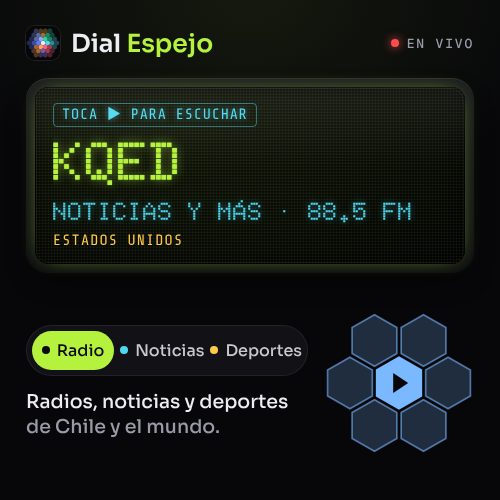 Dial Espejo
EN VIVO
TOCA ▶ PARA ESCUCHAR
KQED
NOTICIAS Y MÁS · 88.5 FM
ESTADOS UNIDOS
Radio Noticias Deportes
Radios, noticias y deportes
de Chile y el mundo.